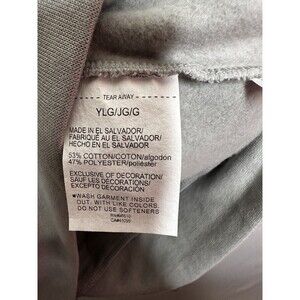 TEAR AWAY
YLG/JG/G
MADE IN EL SALVADOR/
FABRIQUÉ AU EL SALVADOR/
HECHO EN EL SALVADOR
53% COTTON/COTON/algodón
47% POLYESTER/poliéster
EXCLUSIVE OF DECORATION/
SAUF LES DÉCORATIONS/
EXCEPTO DE DECORACIÓN
*WASH GARMENT INSIDE
OUT, WITH LIKE COLORS.
DO NOT USE SOFTENERS